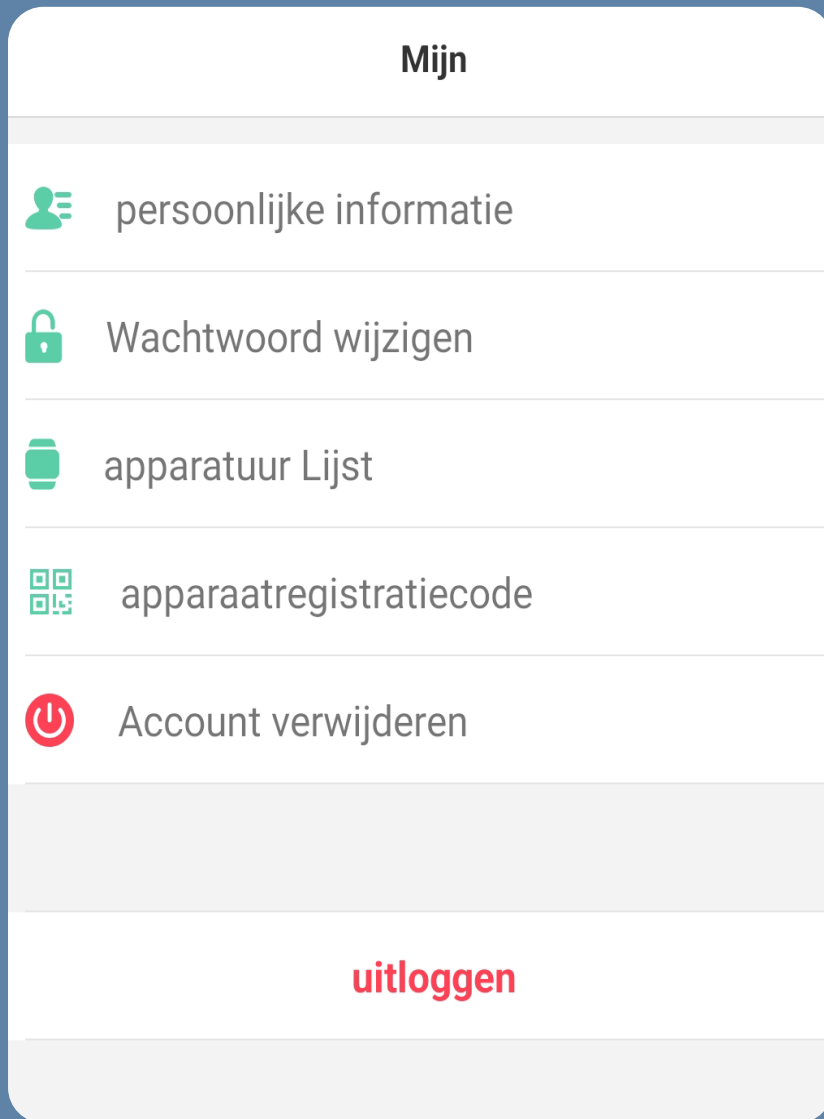 Mijn
persoonlijke informatie
Wachtwoord wijzigen
apparatuur Lijst
apparaatregistratiecode
Account verwijderen
uitloggen